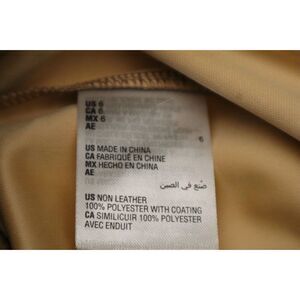 US 6
CA 6
MX 6
AE
6
US MADE IN CHINA
CA FABRIQUÉ EN CHINE
MX HECHO EN CHINA
AE
صنع في الصين
US NON LEATHER
100% POLYESTER WITH COATING
CA SIMILICUIR 100% POLYESTER
AVEC ENDUIT